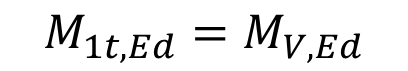 M_{1t,Ed} = M_{V,Ed}